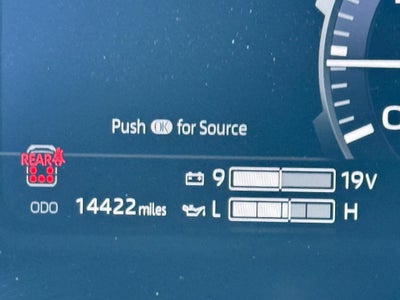 Push OK for Source
REAR
9 19V
ODO 14422 miles
L H